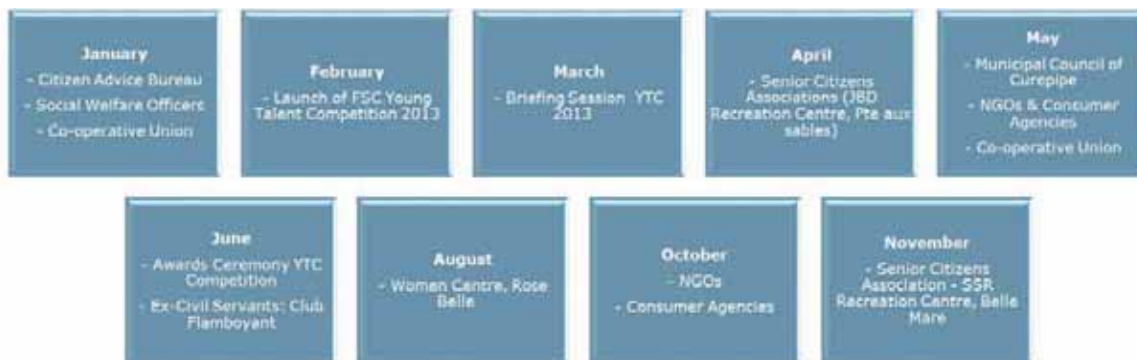 January
- Citizen Advice Bureau
- Social Welfare Officers
- Co-operative Union
February
- Launch of FSC Young
Talent Competition 2013
March
- Briefing Session YTC
2013
April
- Senior Citizens
Associations (JBD
Recreation Centre, Pte aux
sables)
May
- Municipal Council of
Curepipe
- NGOs & Consumer
Agencies
- Co-operative Union
June
- Awards Ceremony YTC
Competition
- Ex-Civil Servants: Club
Flamboyant
August
- Women Centre, Rose
Belle
October
- NGOs
- Consumer Agencies
November
- Senior Citizens
Association - SSR
Recreation Centre, Belle
Mare